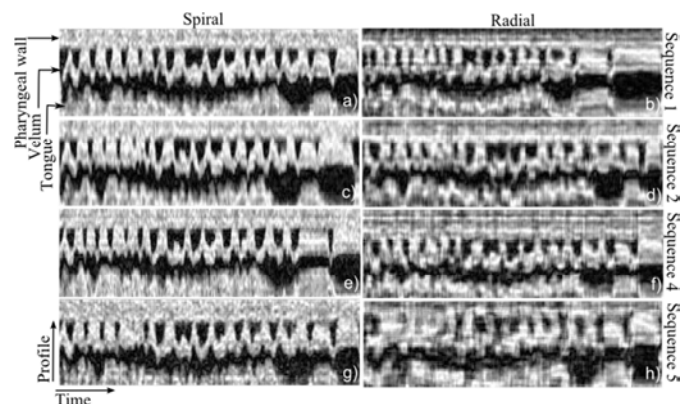 Spiral
Radial
Pharyngeal wall
Velum
Tongue
a)
b)
Sequence 1
c)
d)
Sequence 2
e)
f)
Sequence 4
Profile
g)
h)
Sequence 5
Time